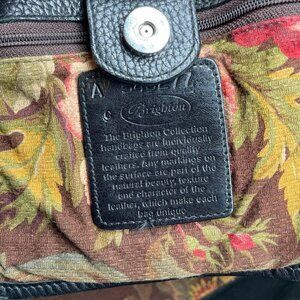 Brighton
The Brighton Collection
handbags are individually
crafted from quality
leathers. Any markings on
the surface are part of the
natural beauty, texture
and character of the
leather, which make each
bag unique.